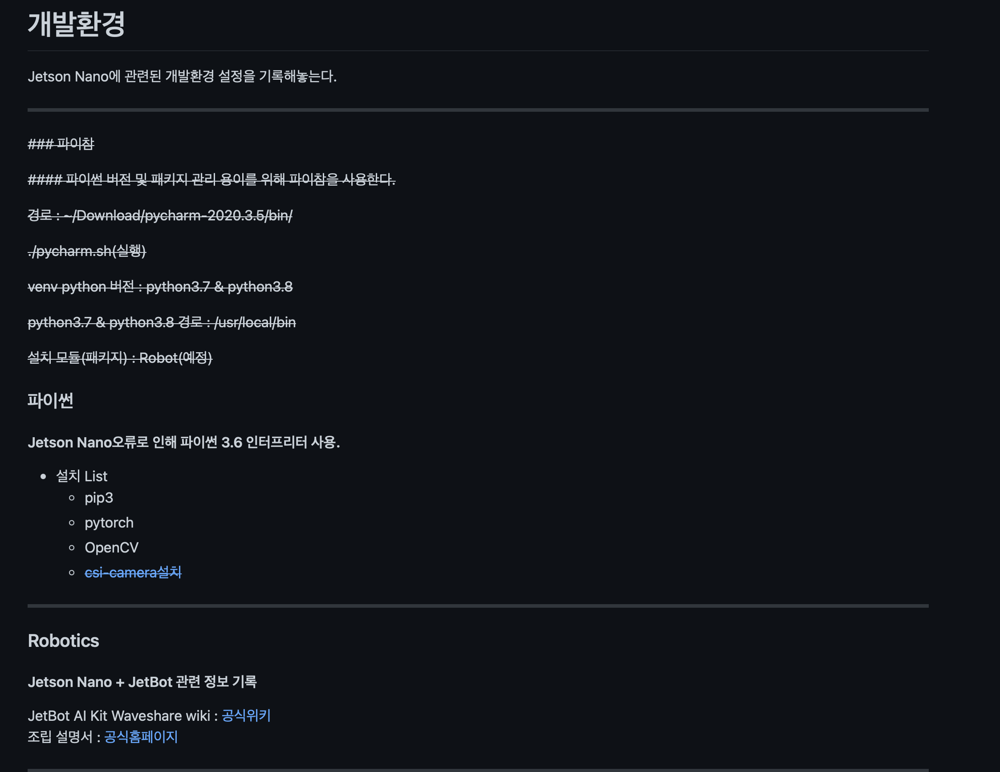 개발환경
Jetson Nano에 관련된 개발환경 설정을 기록해놓는다.
### 파이참
#### 파이썬 버전 및 패키지 관리 용이를 위해 파이참을 사용한다.
경로 : ~/Download/pycharm-2020.3.5/bin/
./pycharm.sh(실행)
venv python 버전 : python3.7 & python3.8
python3.7 & python3.8 경로 : /usr/local/bin
설치 모듈(패키지) : Robot(예정)
파이썬
Jetson Nano오류로 인해 파이썬 3.6 인터프리터 사용.
설치 List
pip3
pytorch
OpenCV
csi-camera설치
Robotics
Jetson Nano + JetBot 관련 정보 기록
JetBot AI Kit Waveshare wiki : 공식위키
조립 설명서 : 공식홈페이지